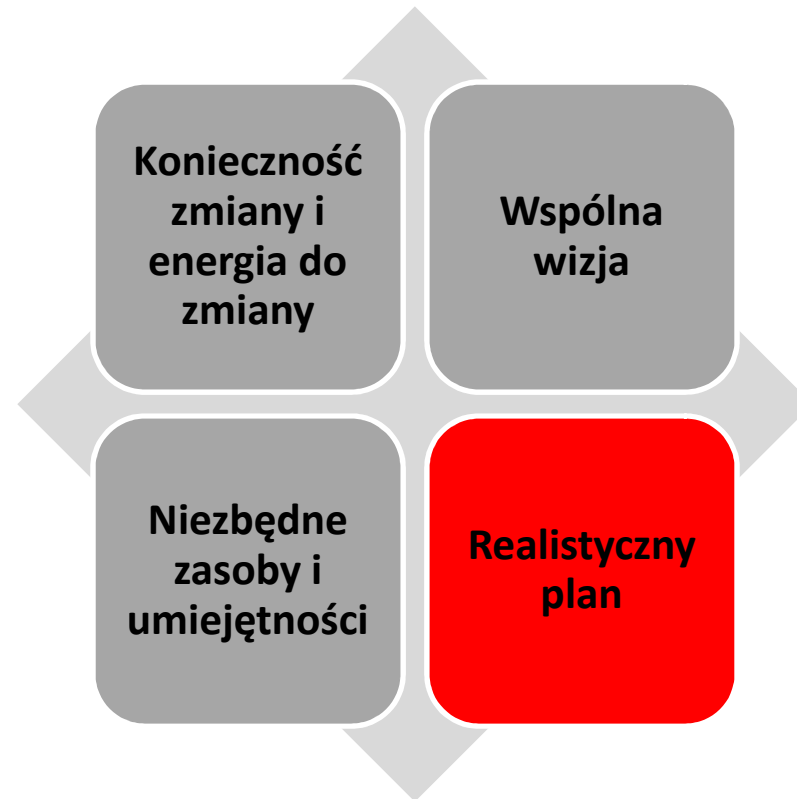 Konieczność
zmiany i
energia do
zmiany
Wspólna
wizja
Niezbędne
zasoby i
umiejętności
Realistyczny
plan